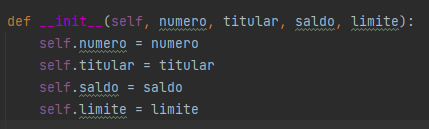 def __init__(self, numero, titular, saldo, limite):
    self.numero = numero
    self.titular = titular
    self.saldo = saldo
    self.limite = limite